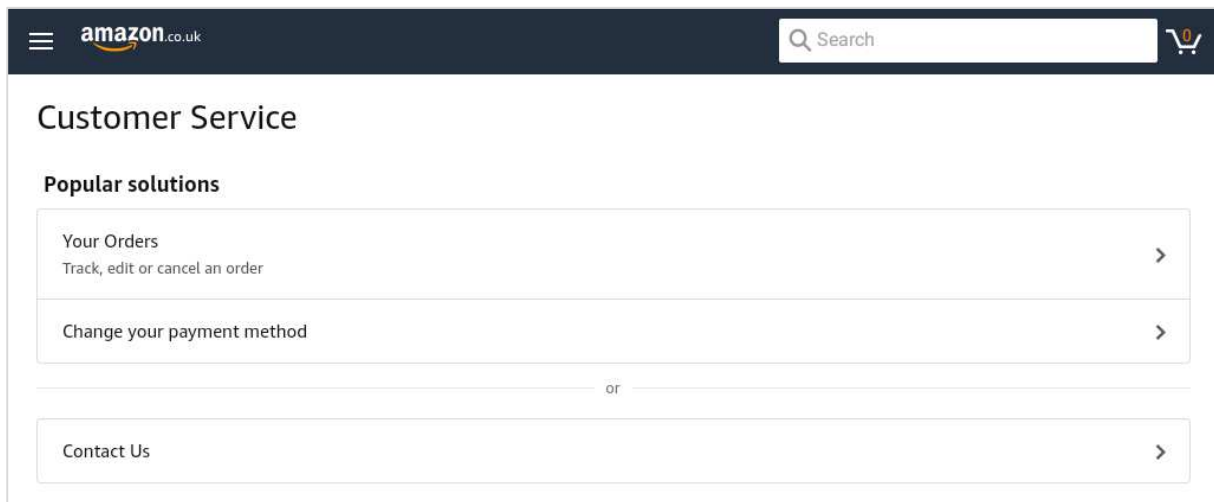 amazon.co.uk
Search
0
Customer Service
Popular solutions
Your Orders
Track, edit or cancel an order
Change your payment method
or
Contact Us